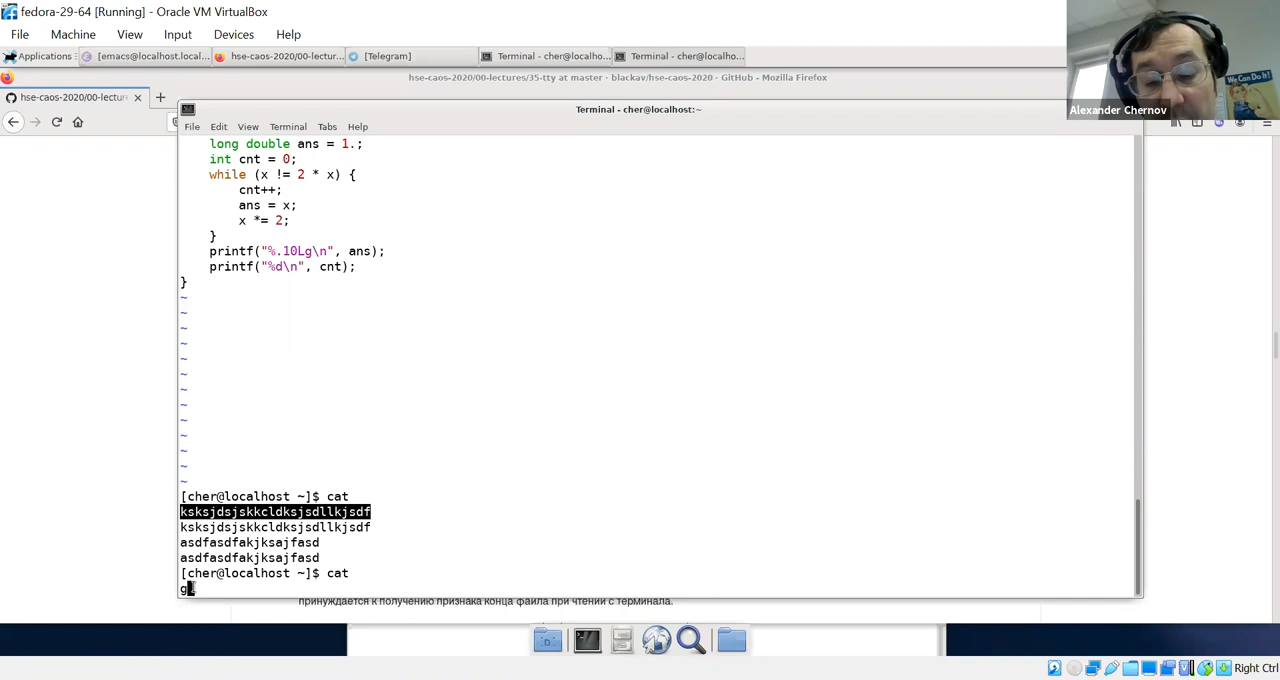 fedora-29-64 [Running] - Oracle VM VirtualBox
File Machine View Input Devices Help
Applications [emacs@localhost.local... hse-caos-2020/00-lectur... [Telegram] Terminal - cher@localho... Terminal - cher@localho...
hse-caos-2020/00-lectures/35-tty at master · blackav/hse-caos-2020 · GitHub - Mozilla Firefox
hse-caos-2020/00-lectur
Terminal - cher@localhost:~
Alexander Chernov
We Can Do It!
File Edit View Terminal Tabs Help
long double ans = 1.;
int cnt = 0;
while (x != 2 * x) {
cnt++;
ans = x;
x *= 2;
}
printf("%.10Lg\n", ans);
printf("%d\n", cnt);
}
~
~
~
~
~
~
~
~
~
~
~
~
~
[cher@localhost ~]$ cat
ksksjdsjskkcldksjsdllkjsdf
ksksjdsjskkcldksjsdllkjsdf
asdfasdfakjksajfasd
asdfasdfakjksajfasd
[cher@localhost ~]$ cat
g
принуждается к получению признака конца файла при чтении с терминала.
Right Ctrl